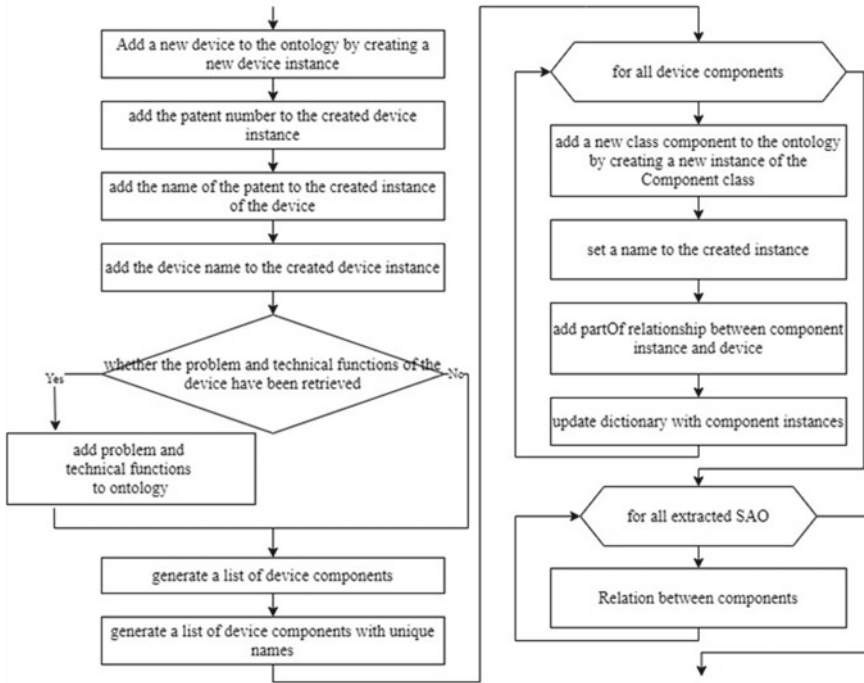 Add a new device to the ontology by creating a
new device instance
add the patent number to the created device
instance
add the name of the patent to the created instance
of the device
add the device name to the created device instance
whether the problem and technical functions of the
device have been retrieved
Yes
No
add problem and
technical functions
to ontology
generate a list of device components
generate a list of device components with unique
names
for all device components
add a new class component to the ontology
by creating a new instance of the
Component class
set a name to the created instance
add partOf relationship between component
instance and device
update dictionary with component instances
for all extracted SAO
Relation between components